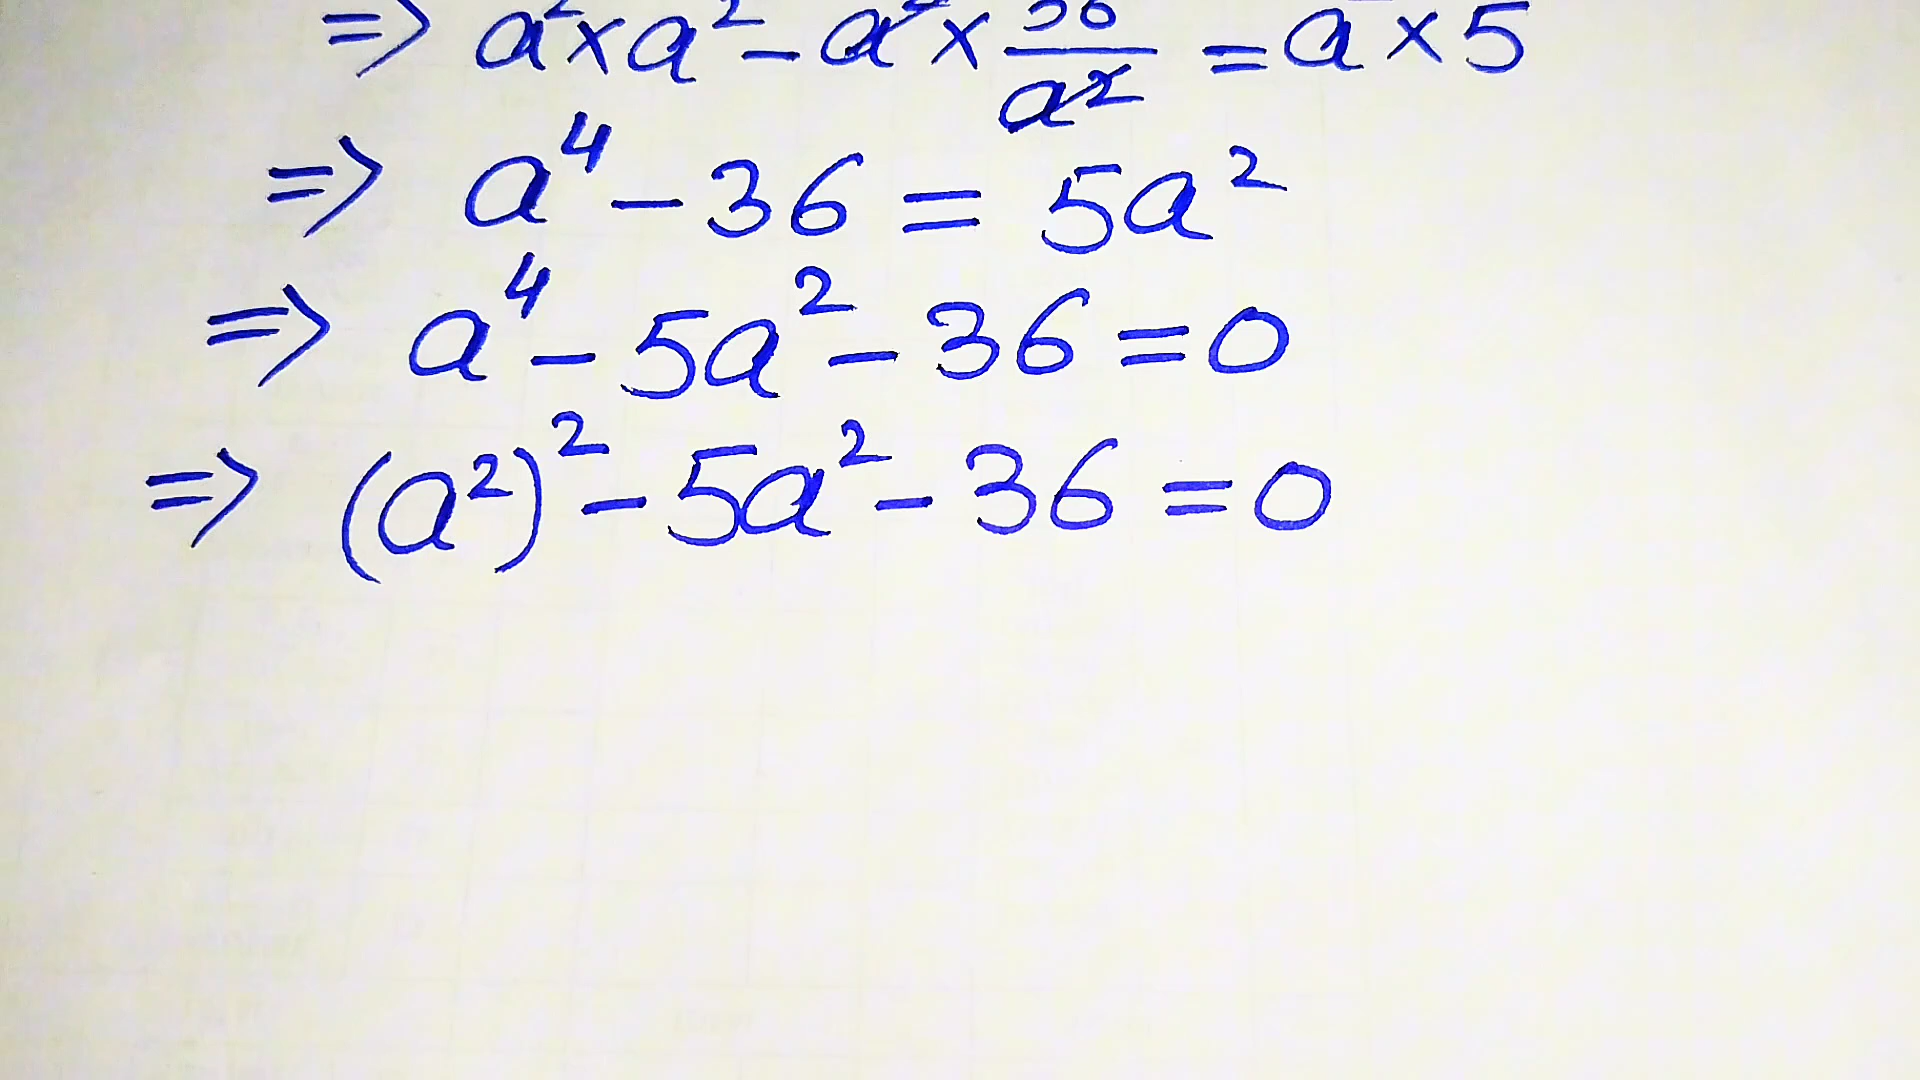 => a²×a² - a² × 36/a² = a × 5
=> a⁴ - 36 = 5a²
=> a⁴ - 5a² - 36 = 0
=> (a²)² - 5a² - 36 = 0